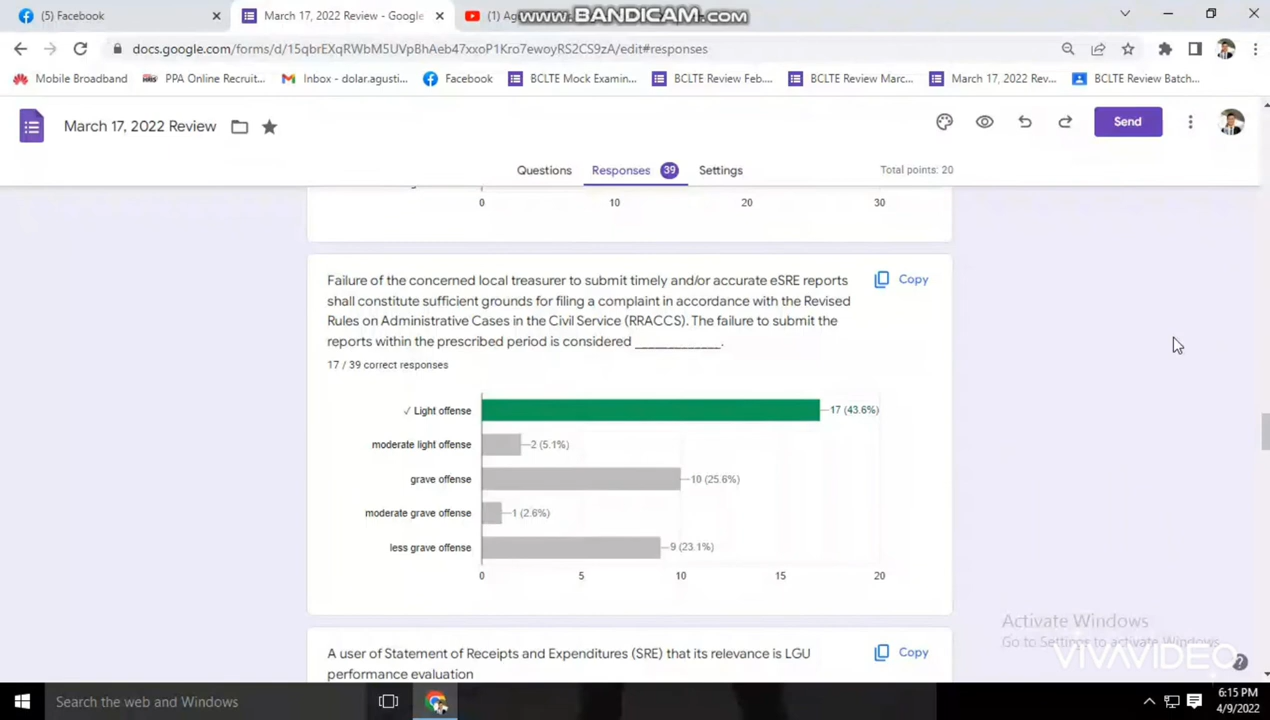 (5) Facebook
March 17, 2022 Review - Google
(1) Ag
www.BANDICAM.com
docs.google.com/forms/d/15qbrEXqRWbM5UVpBhAeb47xxoP1Kro7ewoyRS2CS9zA/edit#responses
Mobile Broadband
PPA Online Recruit...
Inbox - dolar.agusti...
Facebook
BCLTE Mock Examin...
BCLTE Review Feb....
BCLTE Review Marc...
March 17, 2022 Rev...
BCLTE Review Batch...
March 17, 2022 Review
Send
Questions
Responses 39
Settings
Total points: 20
0 10 20 30
Failure of the concerned local treasurer to submit timely and/or accurate eSRE reports
shall constitute sufficient grounds for filing a complaint in accordance with the Revised
Rules on Administrative Cases in the Civil Service (RRACCS). The failure to submit the
reports within the prescribed period is considered _____________.
Copy
17 / 39 correct responses
✓ Light offense
17 (43.6%)
moderate light offense
2 (5.1%)
grave offense
10 (25.6%)
moderate grave offense
1 (2.6%)
less grave offense
9 (23.1%)
0 5 10 15 20
A user of Statement of Receipts and Expenditures (SRE) that its relevance is LGU
performance evaluation
Copy
Activate Windows
Go to Settings to activate Windows.
VIVAVIDEO
Search the web and Windows
6:15 PM
4/9/2022